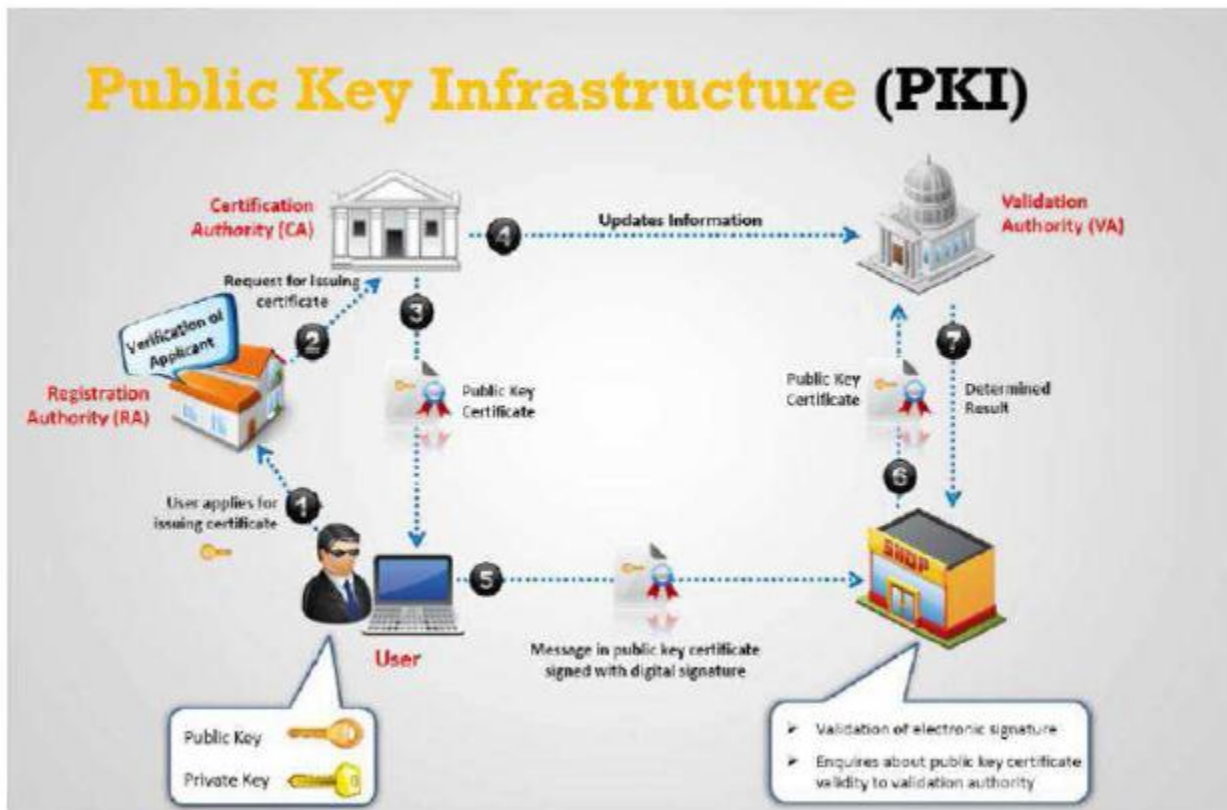 Public Key Infrastructure (PKI)
Certification
Authority (CA)
Updates Information
Validation
Authority (VA)
4
Request for issuing
certificate
3
7
Verification of
Applicant
2
Public Key
Certificate
Public Key
Certificate
Determined
Result
Registration
Authority (RA)
6
1
User applies for
issuing certificate
SHOP
5
Message in public key certificate
signed with digital signature
User
Public Key
Private Key
➤ Validation of electronic signature
➤ Enquires about public key certificate
validity to validation authority